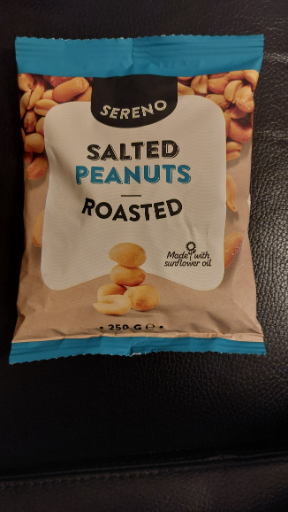 SERENO
SALTED
PEANUTS
ROASTED
Made with
sunflower oil
• 250 G ℮ •